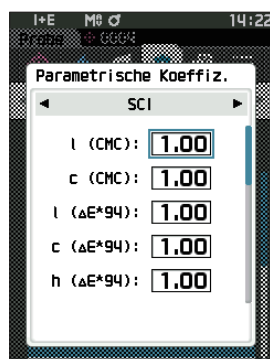 I+E M0 14:22
Probe 0004
Parametrische Koeffiz.
◄ SCI ►
l (CMC): 1.00
c (CMC): 1.00
l (ΔE*94): 1.00
c (ΔE*94): 1.00
h (ΔE*94): 1.00